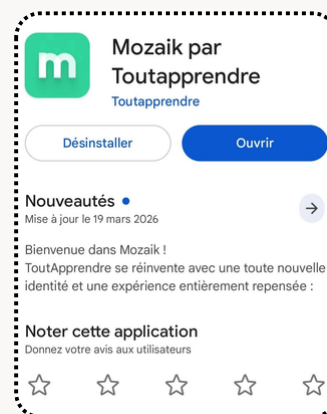 m
Mozaik par
Toutapprendre
Toutapprendre
Désinstaller
Ouvrir
Nouveautés
Mise à jour le 19 mars 2026
Bienvenue dans Mozaik !
ToutApprendre se réinvente avec une toute nouvelle
identité et une expérience entièrement repensée :
Noter cette application
Donnez votre avis aux utilisateurs